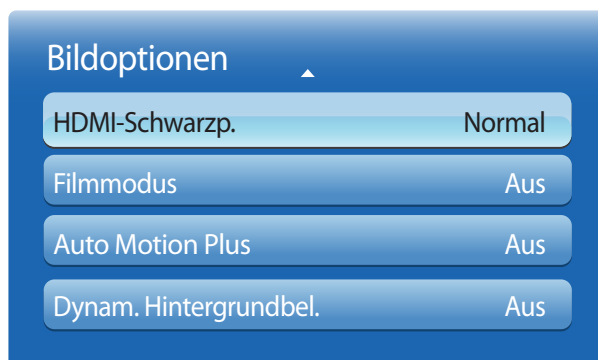 Bildoptionen
HDMI-Schwarzp. Normal
Filmmodus Aus
Auto Motion Plus Aus
Dynam. Hintergrundbel. Aus